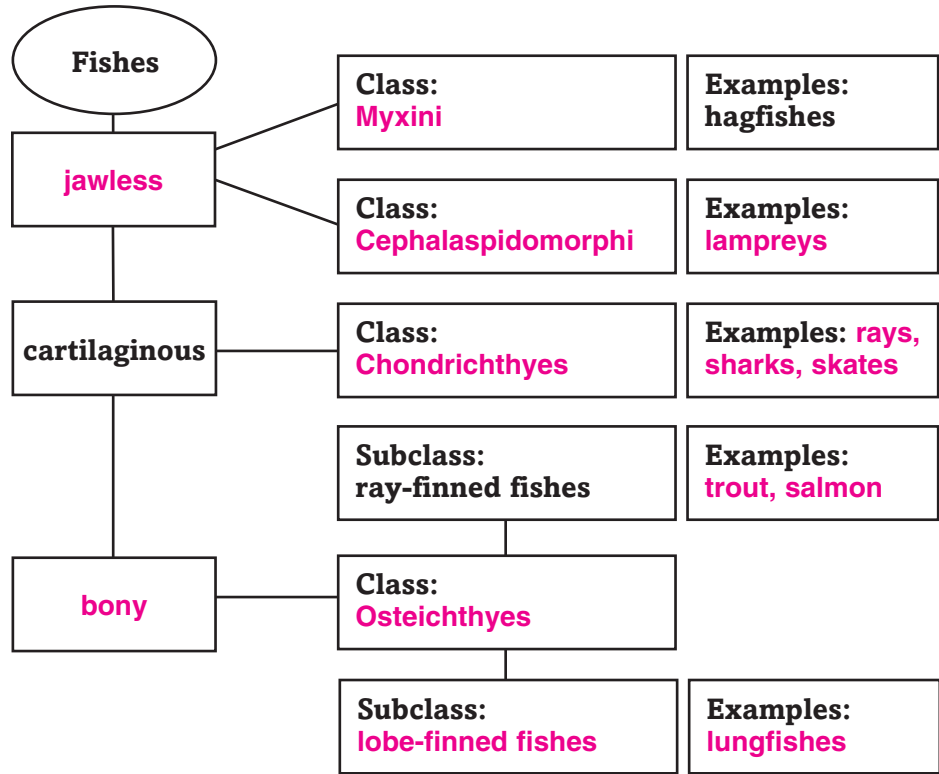 Fishes
jawless
Class:
Myxini
Examples:
hagfishes
Class:
Cephalaspidomorphi
Examples:
lampreys
cartilaginous
Class:
Chondrichthyes
Examples: rays,
sharks, skates
Subclass:
ray-finned fishes
Examples:
trout, salmon
bony
Class:
Osteichthyes
Subclass:
lobe-finned fishes
Examples:
lungfishes